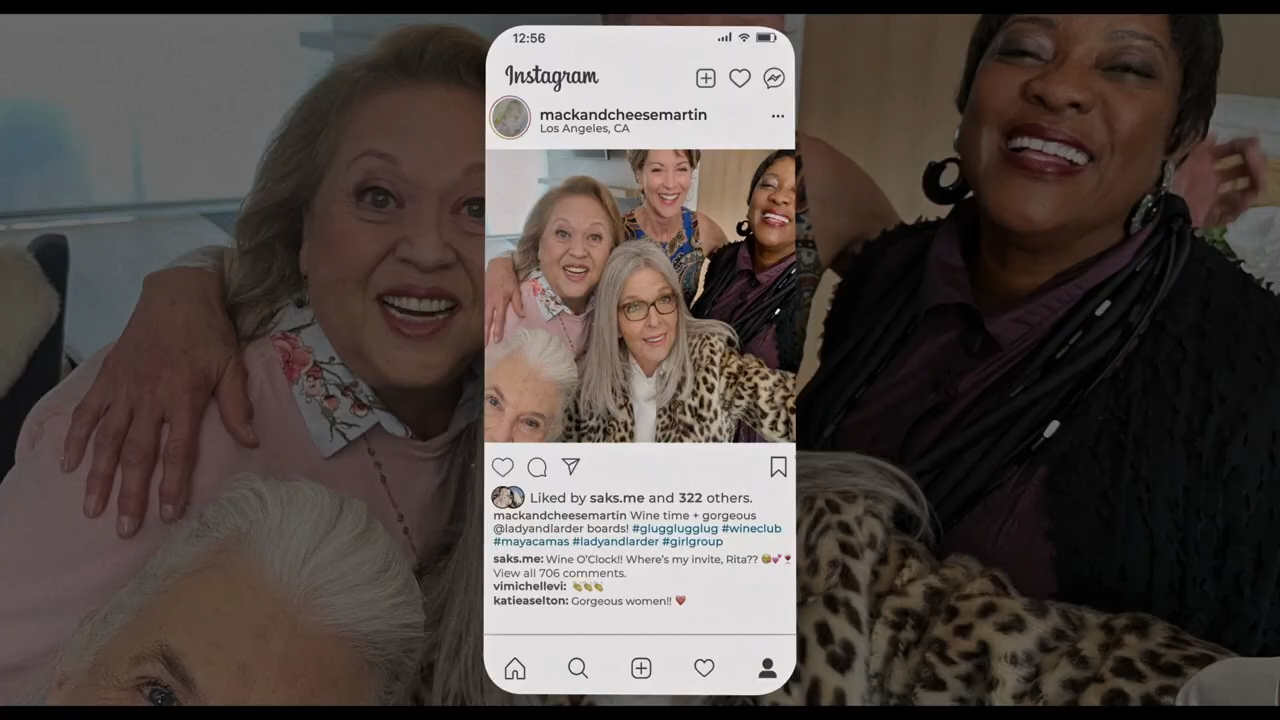 12:56
Instagram
mackandcheesemartin
Los Angeles, CA
Liked by saks.me and 322 others.
mackandcheesemartin Wine time + gorgeous
@ladyandlarder boards! #gluggglugglug #wineclub
#mayacamas #ladyandlarder #girlgroup
saks.me: Wine O'Clock!! Where's my invite, Rita?? 😂💕🍷
View all 706 comments.
vimichellevi: 👏👏👏
katieaselton: Gorgeous women!! ❤️